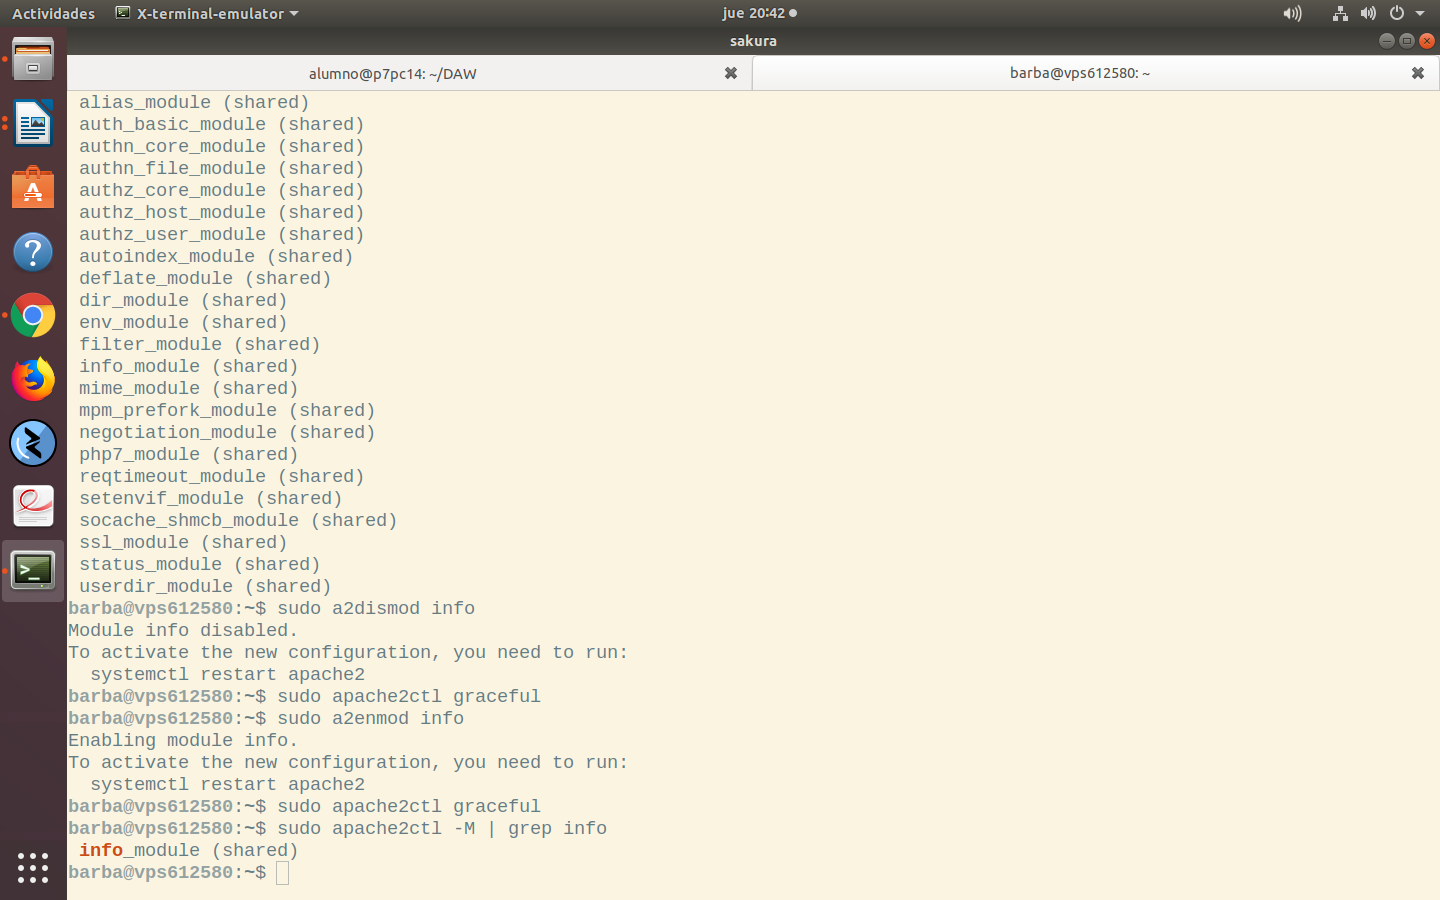 Actividades
X-terminal-emulator
jue 20:42
sakura
alumno@p7pc14: ~/DAW
barba@vps612580: ~
alias_module (shared)
auth_basic_module (shared)
authn_core_module (shared)
authn_file_module (shared)
authz_core_module (shared)
authz_host_module (shared)
authz_user_module (shared)
autoindex_module (shared)
deflate_module (shared)
dir_module (shared)
env_module (shared)
filter_module (shared)
info_module (shared)
mime_module (shared)
mpm_prefork_module (shared)
negotiation_module (shared)
php7_module (shared)
reqtimeout_module (shared)
setenvif_module (shared)
socache_shmcb_module (shared)
ssl_module (shared)
status_module (shared)
userdir_module (shared)
barba@vps612580:~$ sudo a2dismod info
Module info disabled.
To activate the new configuration, you need to run:
systemctl restart apache2
barba@vps612580:~$ sudo apache2ctl graceful
barba@vps612580:~$ sudo a2enmod info
Enabling module info.
To activate the new configuration, you need to run:
systemctl restart apache2
barba@vps612580:~$ sudo apache2ctl graceful
barba@vps612580:~$ sudo apache2ctl -M | grep info
info_module (shared)
barba@vps612580:~$